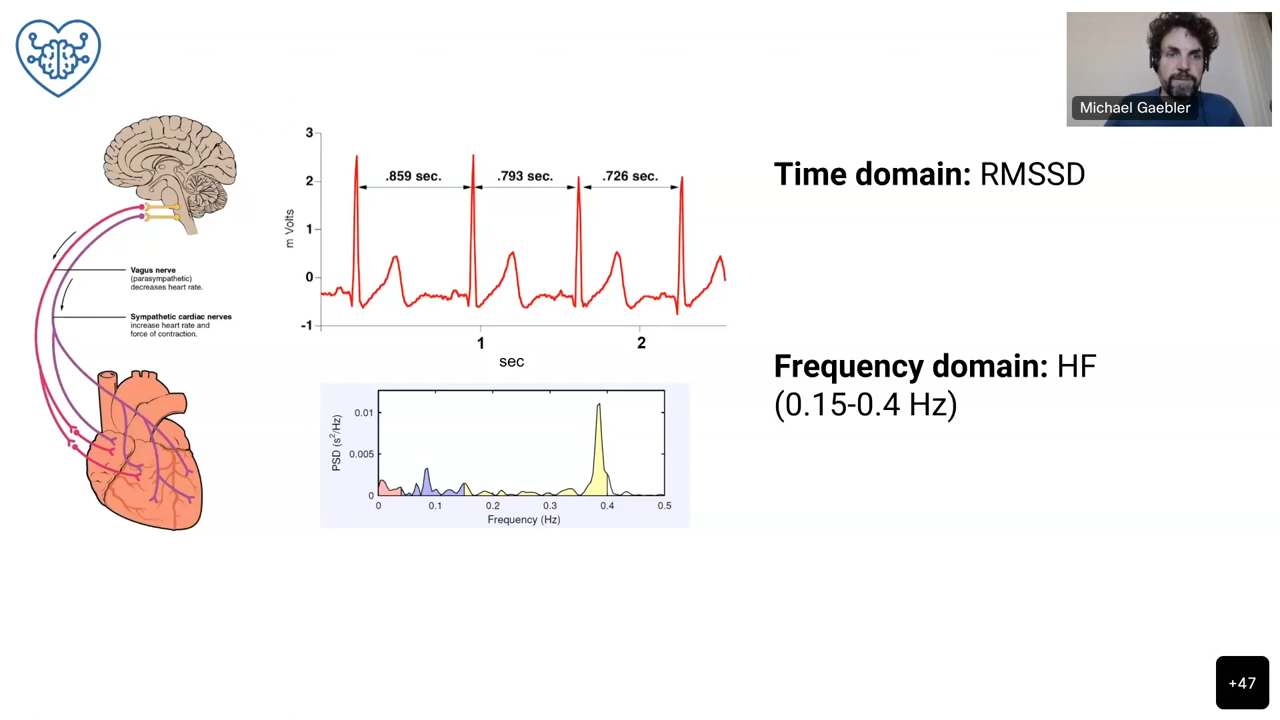 Michael Gaebler
Vagus nerve
(parasympathetic)
decreases heart rate.
Sympathetic cardiac nerves
increase heart rate and
force of contraction.
3
2
1
0
-1
m Volts
.859 sec.
.793 sec.
.726 sec.
1
2
sec
0.01
0.005
0
PSD (s²/Hz)
0
0.1
0.2
0.3
0.4
0.5
Frequency (Hz)
Time domain: RMSSD
Frequency domain: HF
(0.15-0.4 Hz)
+47